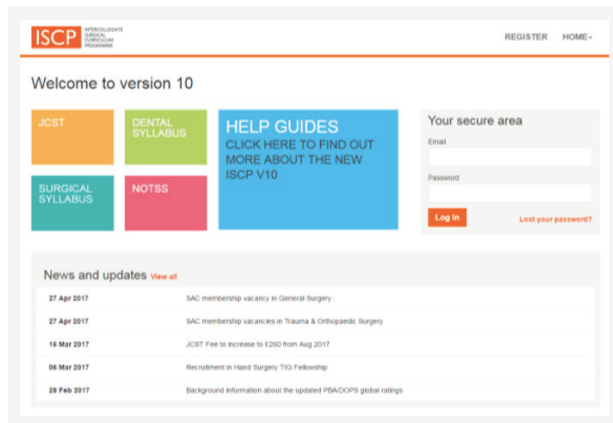 ISCP
INTERCOLLEGIATE
SURGICAL
CURRICULUM
PROGRAMME
REGISTER HOME
Welcome to version 10
JCST
DENTAL
SYLLABUS
SURGICAL
SYLLABUS
NOTSS
HELP GUIDES
CLICK HERE TO FIND OUT
MORE ABOUT THE NEW
ISCP V10
Your secure area
Email
Password
Log In Lost your password?
News and updates View all
27 Apr 2017 SAC membership vacancy in General Surgery
27 Apr 2017 SAC membership vacancies in Trauma & Orthopaedic Surgery
16 Mar 2017 JCST Fee to increase to £260 from Aug 2017
06 Mar 2017 Recruitment in Hand Surgery TIG Fellowship
28 Feb 2017 Background information about the updated PBA/DOPS global ratings